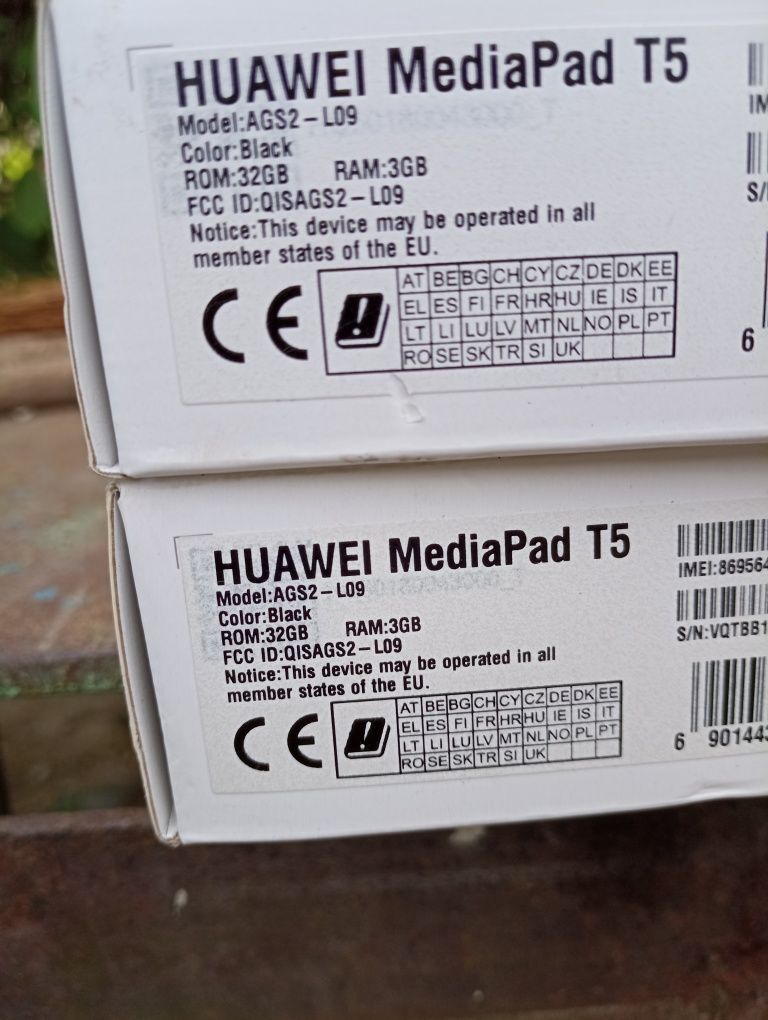 HUAWEI MediaPad T5
Model:AGS2-L09
Color:Black
ROM:32GB RAM:3GB
FCC ID:QISAGS2-L09
Notice:This device may be operated in all
member states of the EU.
CE
AT BE BG CH CY CZ DE DK EE
EL ES FI FR HR HU IE IS IT
LT LI LU LV MT NL NO PL PT
RO SE SK TR SI UK
IM
S/
6
HUAWEI MediaPad T5
Model:AGS2-L09
Color:Black
ROM:32GB RAM:3GB
FCC ID:QISAGS2-L09
Notice:This device may be operated in all
member states of the EU.
CE
AT BE BG CH CY CZ DE DK EE
EL ES FI FR HR HU IE IS IT
LT LI LU LV MT NL NO PL PT
RO SE SK TR SI UK
IMEI:869564
S/N:VQTBB1
6 901443